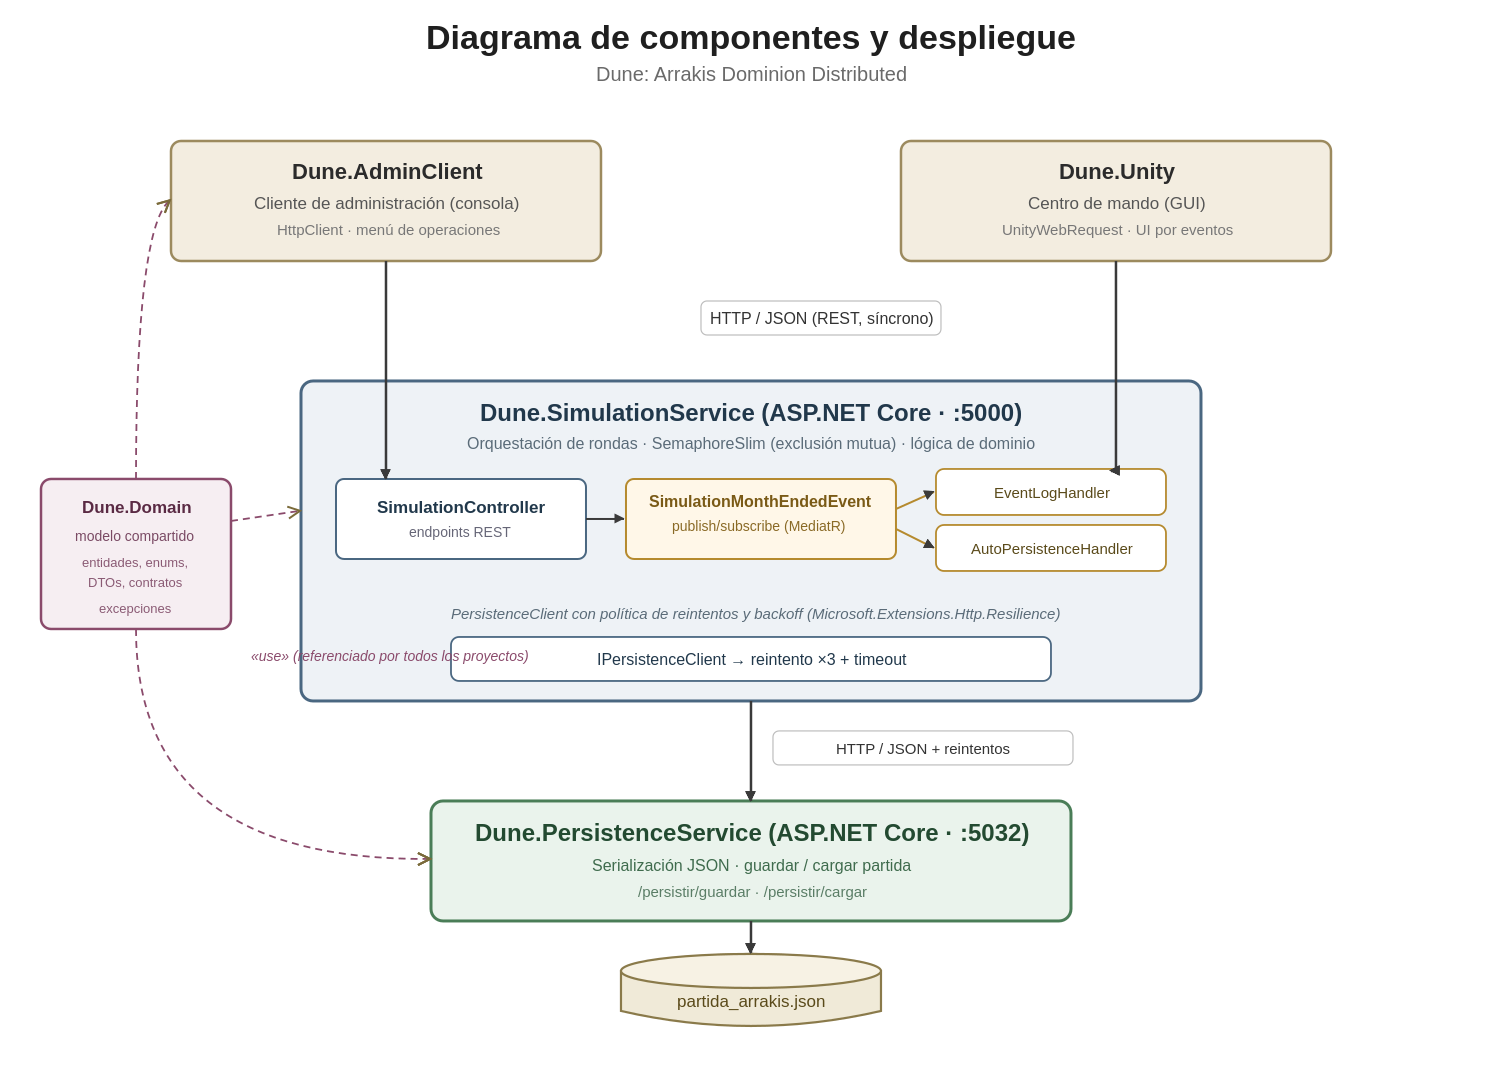 Diagrama de componentes y despliegue
Dune: Arrakis Dominion Distributed
Dune.AdminClient
Cliente de administración (consola)
HttpClient · menú de operaciones
Dune.Unity
Centro de mando (GUI)
UnityWebRequest · UI por eventos
HTTP / JSON (REST, síncrono)
Dune.SimulationService (ASP.NET Core · :5000)
Orquestación de rondas · SemaphoreSlim (exclusión mutua) · lógica de dominio
Dune.Domain
modelo compartido
entidades, enums,
DTOs, contratos
excepciones
SimulationController
endpoints REST
SimulationMonthEndedEvent
publish/subscribe (MediatR)
EventLogHandler
AutoPersistenceHandler
PersistenceClient con política de reintentos y backoff (Microsoft.Extensions.Http.Resilience)
«use» (referenciado por todos los proyectos)
IPersistenceClient → reintento ×3 + timeout
HTTP / JSON + reintentos
Dune.PersistenceService (ASP.NET Core · :5032)
Serialización JSON · guardar / cargar partida
/persistir/guardar · /persistir/cargar
partida_arrakis.json